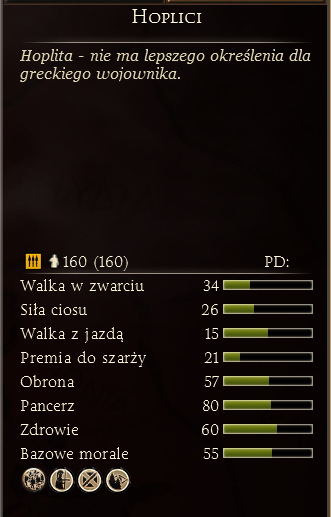 Hoplici
Hoplita - nie ma lepszego określenia dla
greckiego wojownika.
160 (160) PD:
Walka w zwarciu 34
Siła ciosu 26
Walka z jazdą 15
Premia do szarży 21
Obrona 57
Pancerz 80
Zdrowie 60
Bazowe morale 55